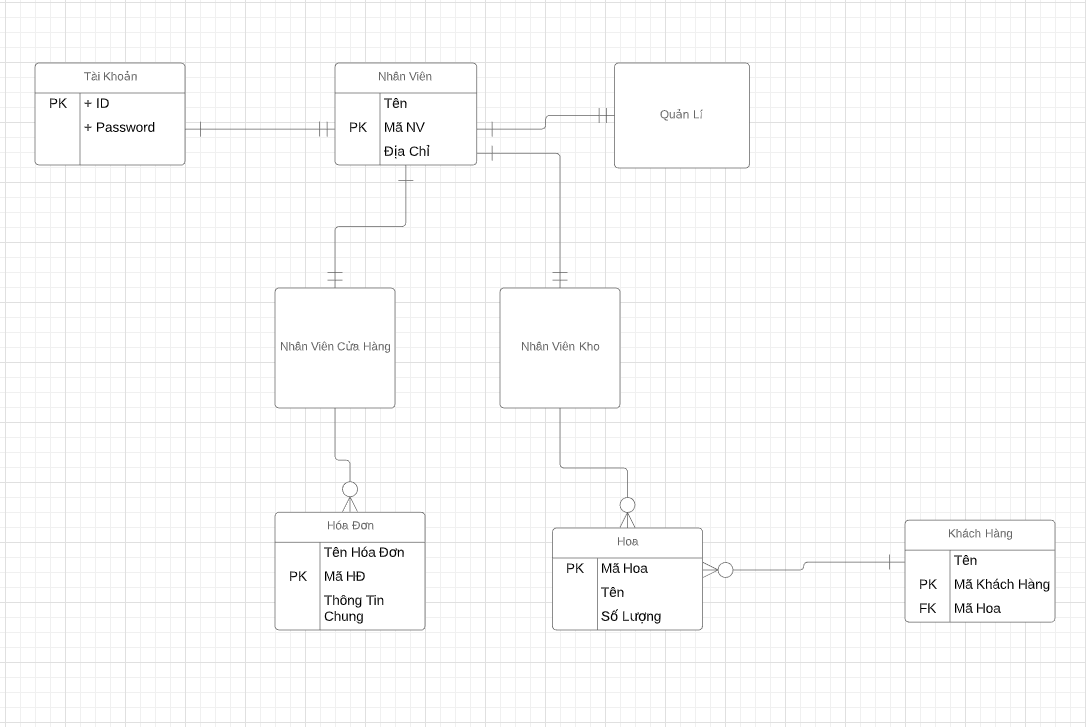 Tài Khoản
PK + ID
+ Password
Nhân Viên
Tên
PK Mã NV
Địa Chỉ
Quản Lí
Nhân Viên Cửa Hàng
Nhân Viên Kho
Hóa Đơn
Tên Hóa Đơn
PK Mã HĐ
Thông Tin
Chung
Hoa
PK Mã Hoa
Tên
Số Lượng
Khách Hàng
Tên
PK Mã Khách Hàng
FK Mã Hoa